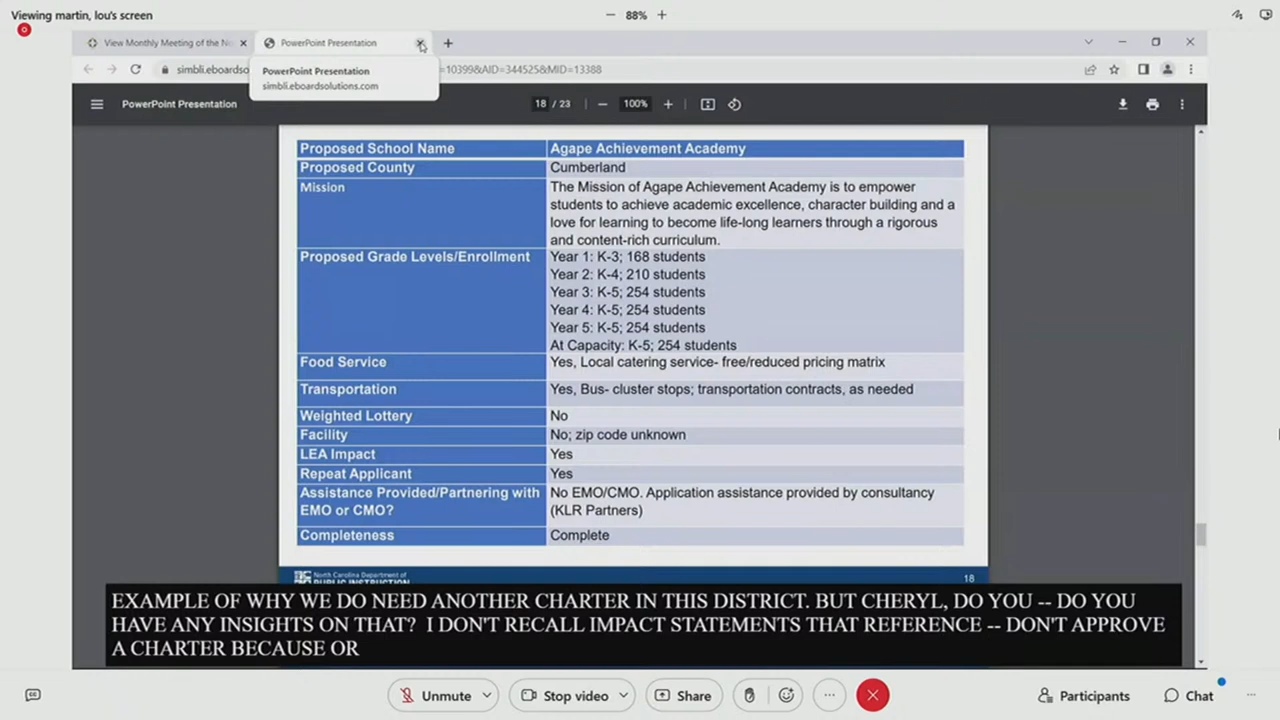 Viewing martin, lou's screen
88%
View Monthly Meeting of the No
PowerPoint Presentation
simbli.eboardso
=10399&AID=344525&MID=13388
PowerPoint Presentation
simbli.eboardsolutions.com
PowerPoint Presentation
18 / 23
100%
Proposed School Name Agape Achievement Academy
Proposed County Cumberland
Mission The Mission of Agape Achievement Academy is to empower
students to achieve academic excellence, character building and a
love for learning to become life-long learners through a rigorous
and content-rich curriculum.
Proposed Grade Levels/Enrollment Year 1: K-3; 168 students
Year 2: K-4; 210 students
Year 3: K-5; 254 students
Year 4: K-5; 254 students
Year 5: K-5; 254 students
At Capacity: K-5; 254 students
Food Service Yes, Local catering service- free/reduced pricing matrix
Transportation Yes, Bus- cluster stops; transportation contracts, as needed
Weighted Lottery No
Facility No; zip code unknown
LEA Impact Yes
Repeat Applicant Yes
Assistance Provided/Partnering with No EMO/CMO. Application assistance provided by consultancy
EMO or CMO? (KLR Partners)
Completeness Complete
North Carolina Department of
PUBLIC INSTRUCTION
18
EXAMPLE OF WHY WE DO NEED ANOTHER CHARTER IN THIS DISTRICT. BUT CHERYL, DO YOU -- DO YOU
HAVE ANY INSIGHTS ON THAT? I DON'T RECALL IMPACT STATEMENTS THAT REFERENCE -- DON'T APPROVE
A CHARTER BECAUSE OR
Unmute
Stop video
Share
Participants
Chat